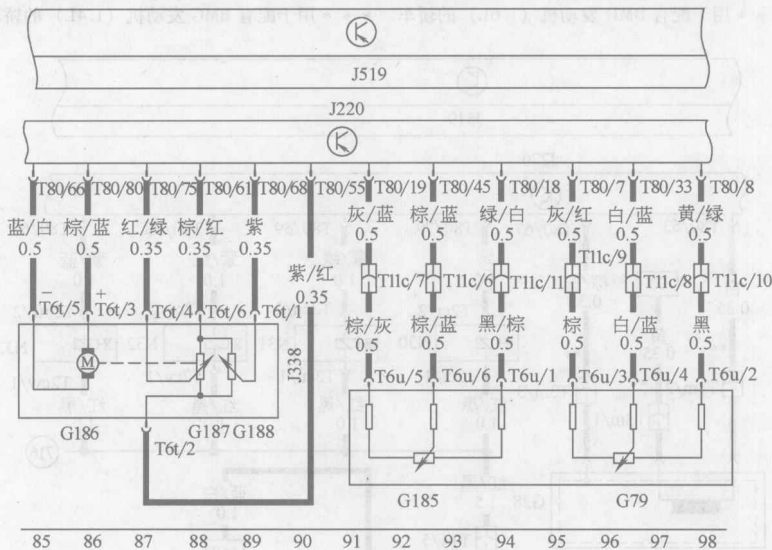 J519
J220
T80/66 T80/80 T80/75 T80/61 T80/68 T80/55 T80/19 T80/45 T80/18 T80/7 T80/33 T80/8
蓝/白 棕/蓝 红/绿 棕/红 紫 灰/蓝 棕/蓝 绿/白 灰/红 白/蓝 黄/绿
0.5 0.5 0.35 0.35 0.35 0.5 0.5 0.5 0.5 0.5 0.5
紫/红
0.35
T11c/7 T11c/6 T11c/11 T11c/9 T11c/8 T11c/10
棕/灰 棕/蓝 黑/棕 棕 白/蓝 黑
0.5 0.5 0.5 0.5 0.5 0.5
T6t/5 + T6t/3 T6t/4 T6t/6 T6t/1
T6u/5 T6u/6 T6u/1 T6u/3 T6u/4 T6u/2
M
J338
G186 G187 G188
T6t/2
G185 G79
85 86 87 88 89 90 91 92 93 94 95 96 97 98